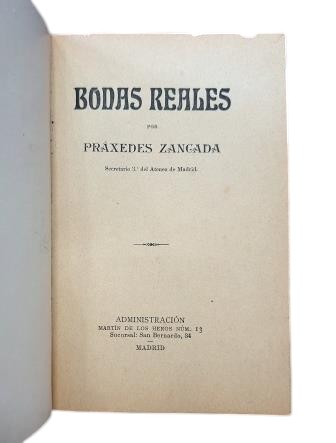 BODAS REALES
POR
PRÁXEDES ZANCADA
Secretario 3.º del Ateneo de Madrid.
ADMINISTRACIÓN
MARTÍN DE LOS HEROS NÚM. 13
Sucursal: San Bernardo, 34
MADRID